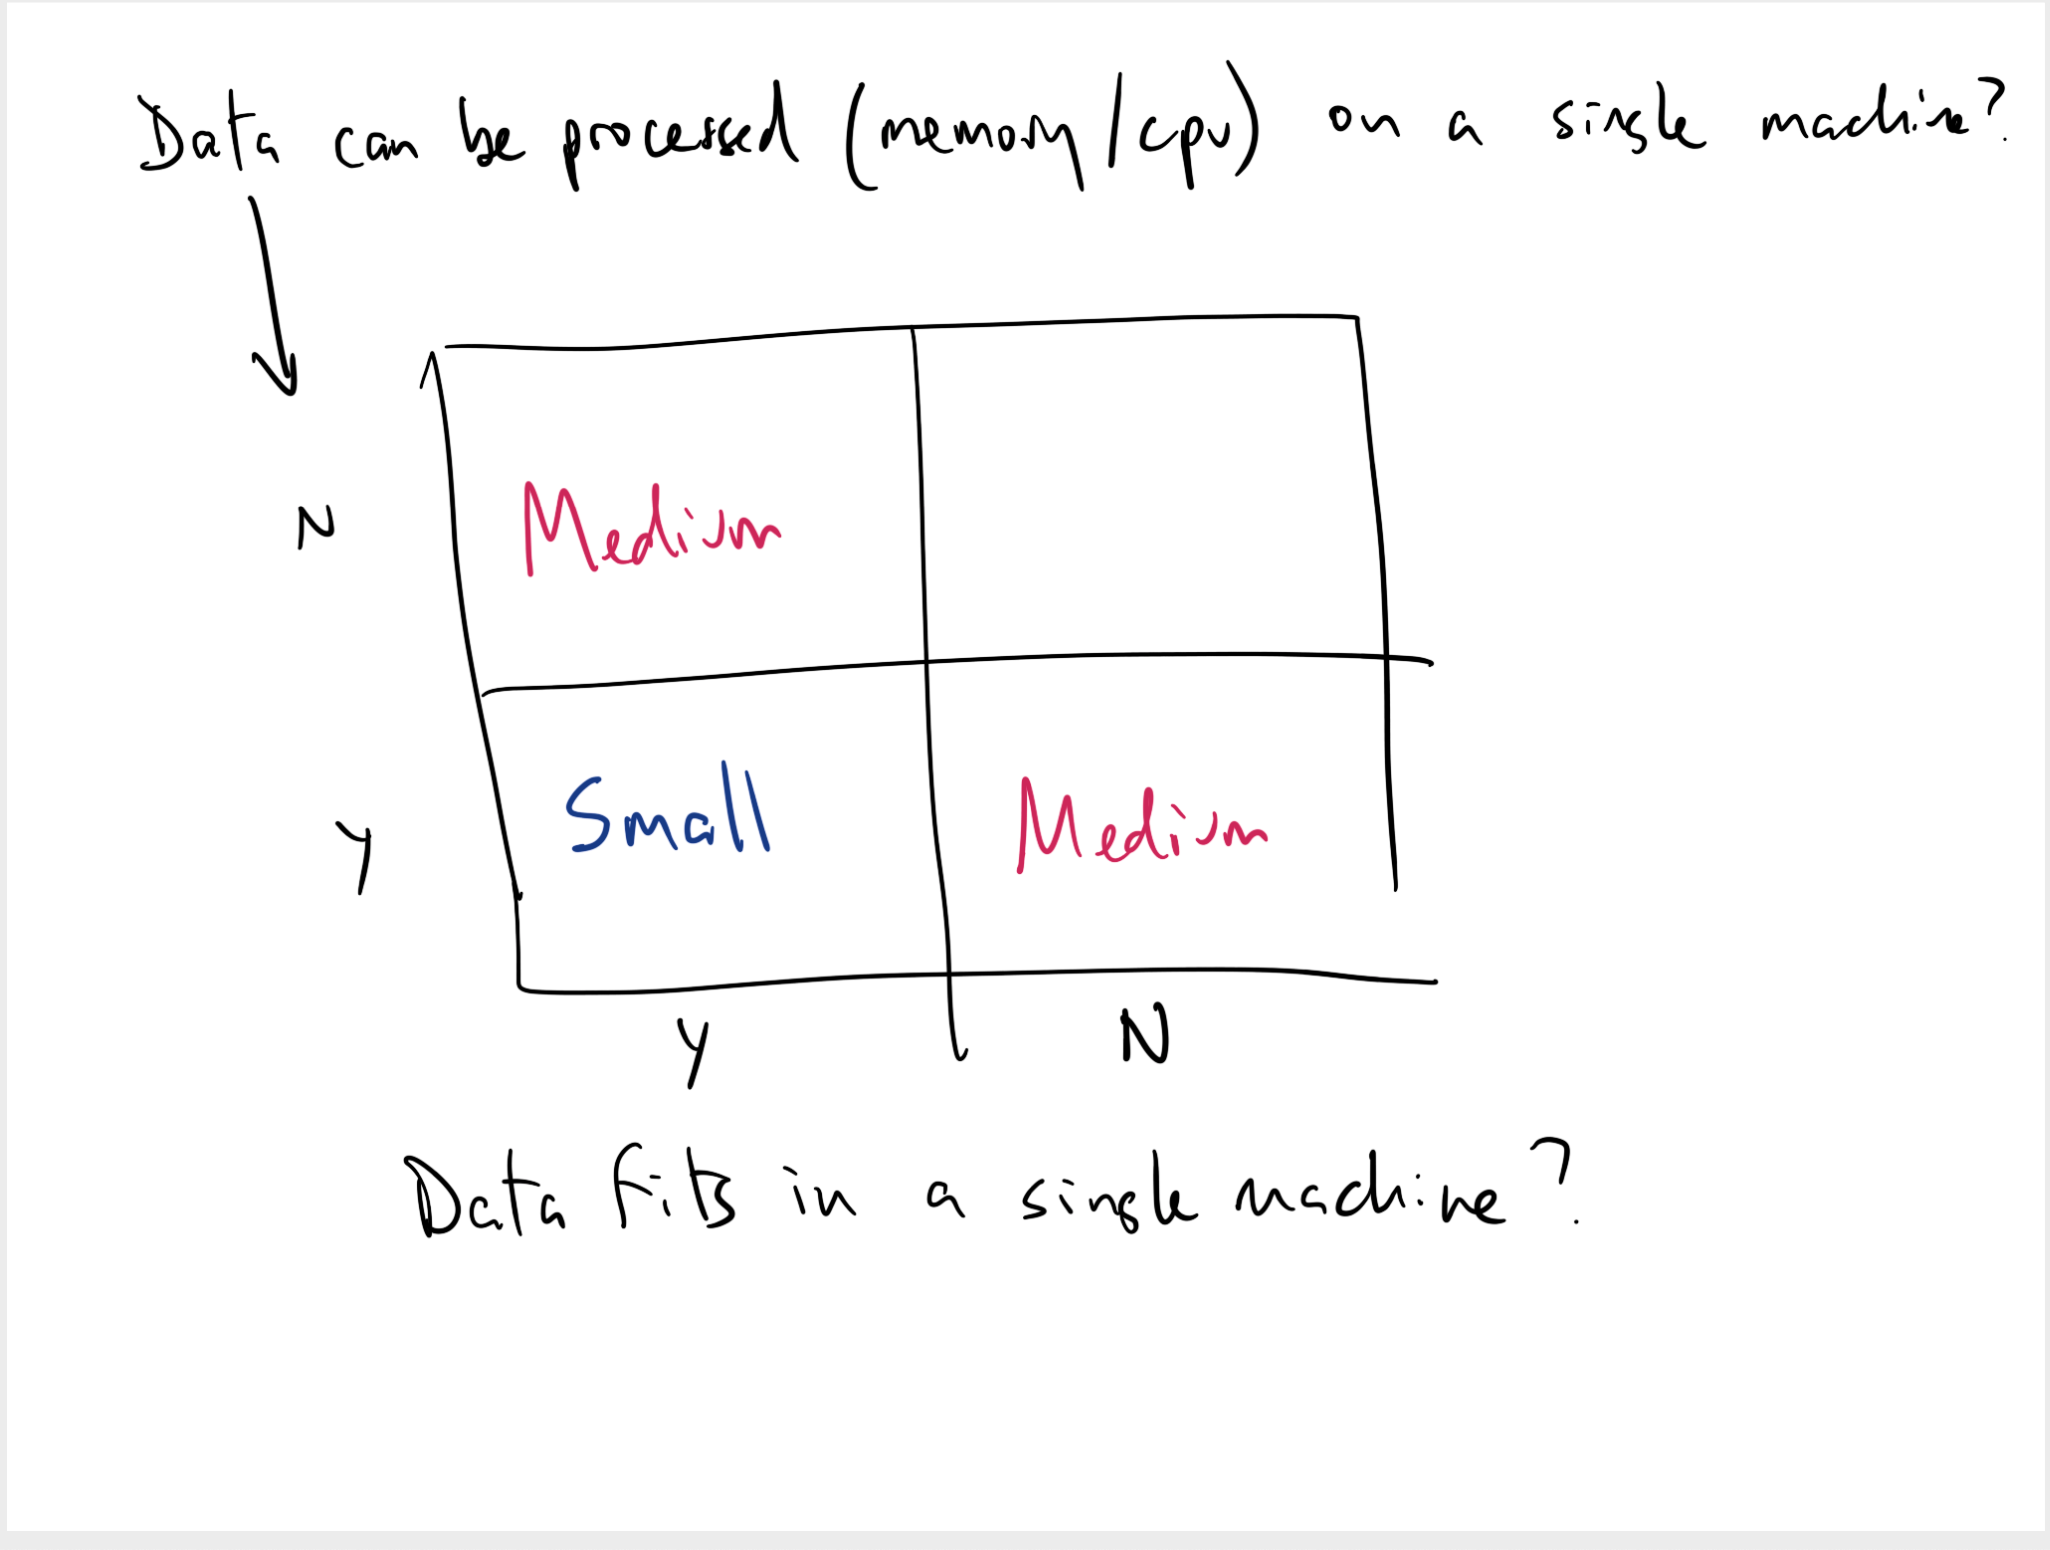 Data can be processed (memory/cpu) on a single machine?
N
Medium
Y
Small
Medium
Y
N
Data fits in a single machine?